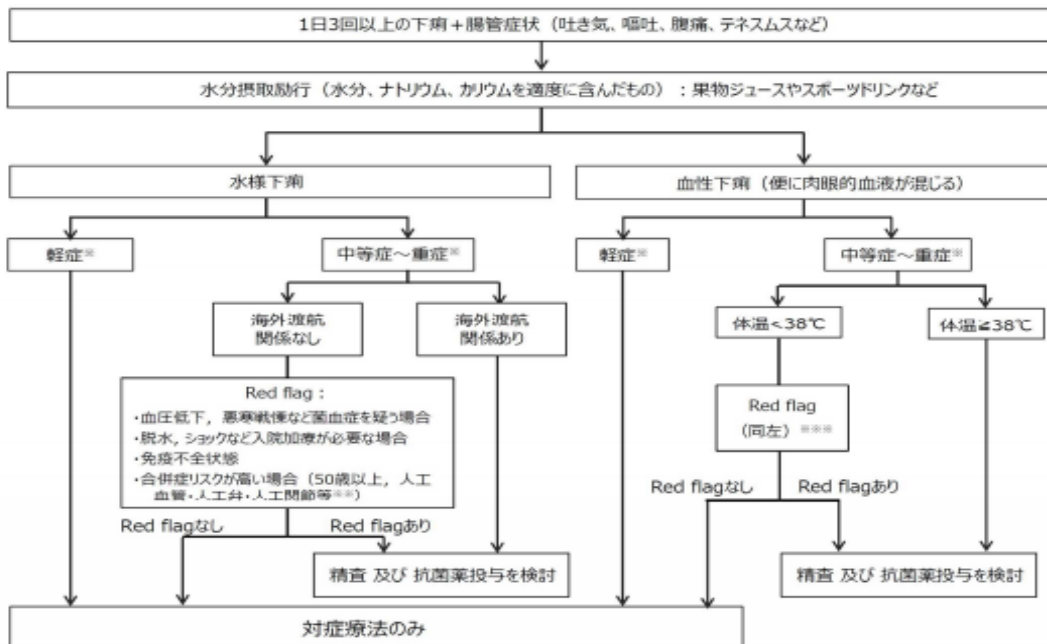 1日3回以上の下痢＋腸管症状（吐き気、嘔吐、腹痛、テネスムスなど）
水分摂取励行（水分、ナトリウム、カリウムを適度に含んだもの）：果物ジュースやスポーツドリンクなど
水様下痢
血性下痢（便に肉眼的血液が混じる）
軽症※
中等症～重症※
軽症※
中等症～重症※
海外渡航
関係なし
海外渡航
関係あり
体温<38℃
体温≧38℃
Red flag：
・血圧低下，悪寒戦慄など菌血症を疑う場合
・脱水，ショックなど入院加療が必要な場合
・免疫不全状態
・合併症リスクが高い場合（50歳以上，人工
血管・人工弁・人工関節等※※）
Red flag
（同左）※※※
Red flagなし
Red flagあり
Red flagなし
Red flagあり
精査 及び 抗菌薬投与を検討
精査 及び 抗菌薬投与を検討
対症療法のみ